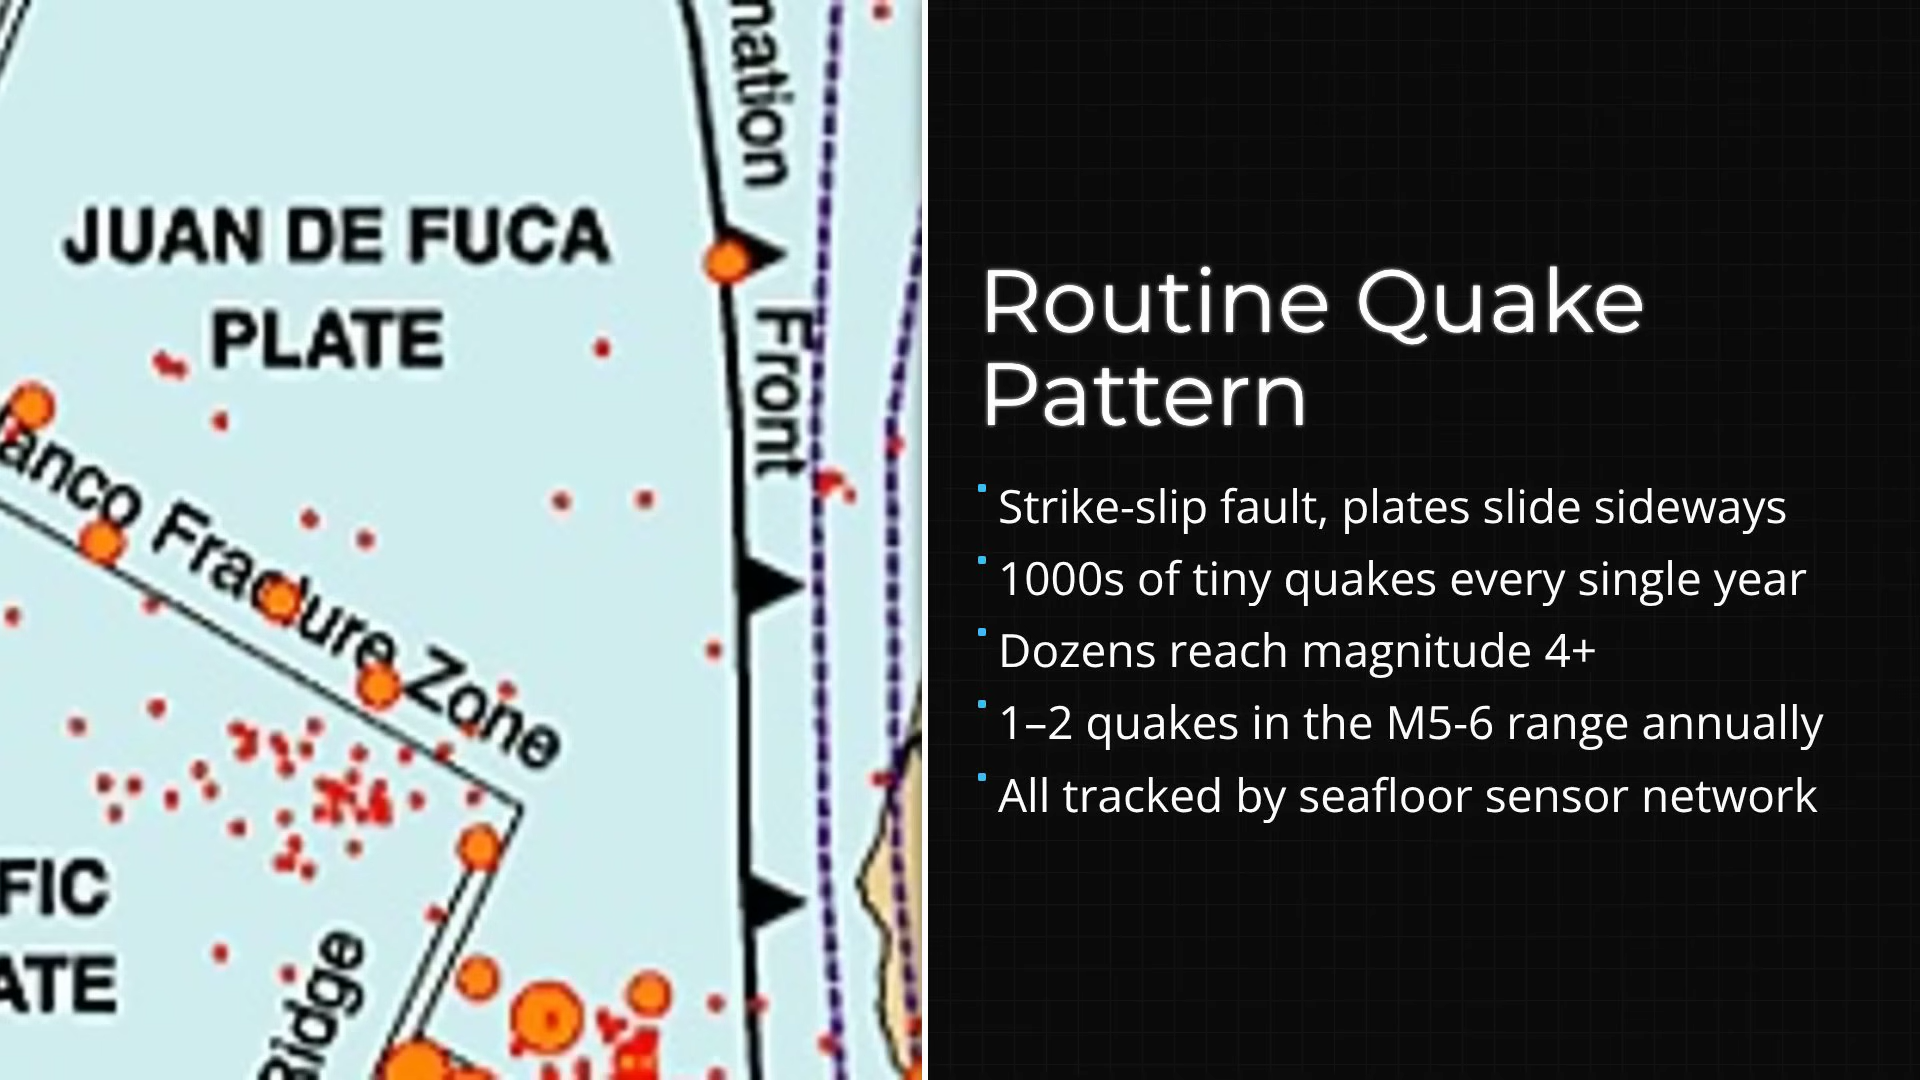 mation
JUAN DE FUCA
PLATE
Front
anco Fracture Zone
FIC
ATE
Ridge
Routine Quake
Pattern
Strike-slip fault, plates slide sideways
1000s of tiny quakes every single year
Dozens reach magnitude 4+
1–2 quakes in the M5-6 range annually
All tracked by seafloor sensor network